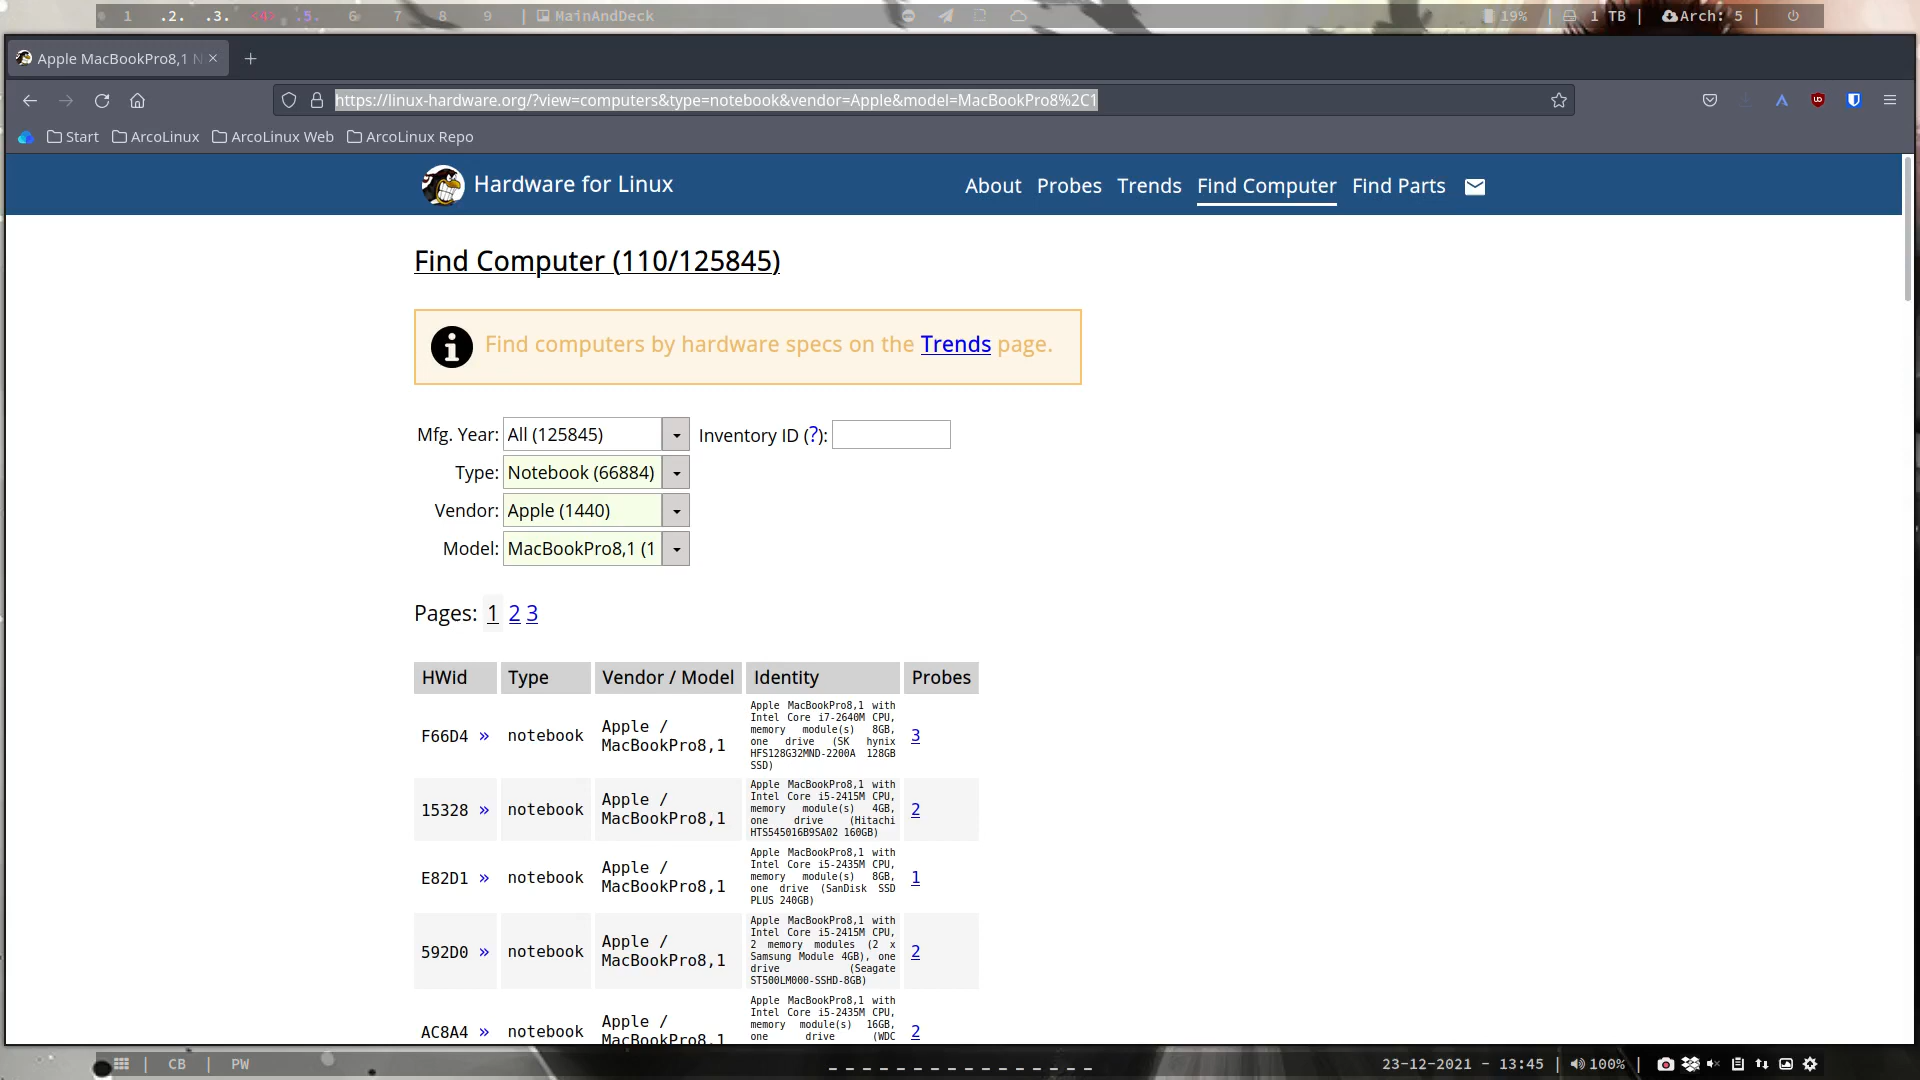 1 .2. .3. <4> .5. 6 7 8 9 | MainAndDeck 19% | 1 TB | Arch: 5 |
Apple MacBookPro8,1 N
https://linux-hardware.org/?view=computers&type=notebook&vendor=Apple&model=MacBookPro8%2C1
Start ArcoLinux ArcoLinux Web ArcoLinux Repo
Hardware for Linux About Probes Trends Find Computer Find Parts
Find Computer (110/125845)
Find computers by hardware specs on the Trends page.
Mfg. Year: All (125845) Inventory ID (?):
Type: Notebook (66884)
Vendor: Apple (1440)
Model: MacBookPro8,1 (1
Pages: 1 2 3
HWid Type Vendor / Model Identity Probes
F66D4 » notebook Apple /
MacBookPro8,1
Apple MacBookPro8,1 with
Intel Core i7-2640M CPU,
memory module(s) 8GB,
one drive (SK hynix
HFS128G32MND-2200A 128GB
SSD)
3
15328 » notebook Apple /
MacBookPro8,1
Apple MacBookPro8,1 with
Intel Core i5-2415M CPU,
memory module(s) 4GB,
one drive (Hitachi
HTS545016B9SA02 160GB)
2
E82D1 » notebook Apple /
MacBookPro8,1
Apple MacBookPro8,1 with
Intel Core i5-2435M CPU,
memory module(s) 8GB,
one drive (SanDisk SSD
PLUS 240GB)
1
592D0 » notebook Apple /
MacBookPro8,1
Apple MacBookPro8,1 with
Intel Core i5-2415M CPU,
2 memory modules (2 x
Samsung Module 4GB), one
drive (Seagate
ST500LM000-SSHD-8GB)
2
AC8A4 » notebook Apple /
MacBookPro8,1
Apple MacBookPro8,1 with
Intel Core i5-2435M CPU,
memory module(s) 16GB,
one drive (WDC
2
| CB | PW 23-12-2021 - 13:45 | 100% |